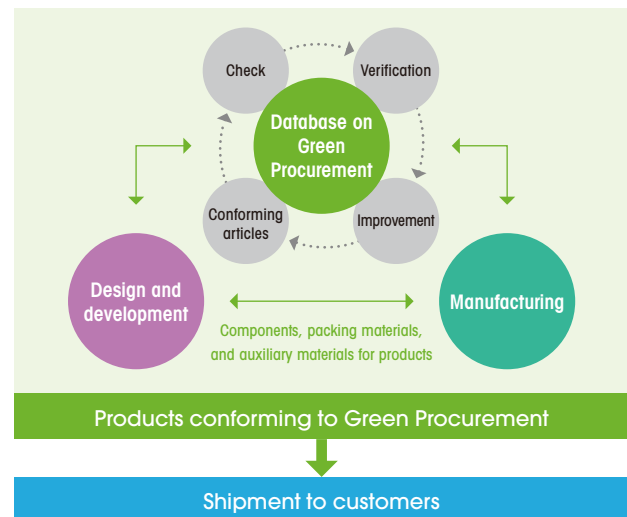 Check
Verification
Database on
Green
Procurement
Conforming
articles
Improvement
Design and
development
Manufacturing
Components, packing materials,
and auxiliary materials for products
Products conforming to Green Procurement
Shipment to customers